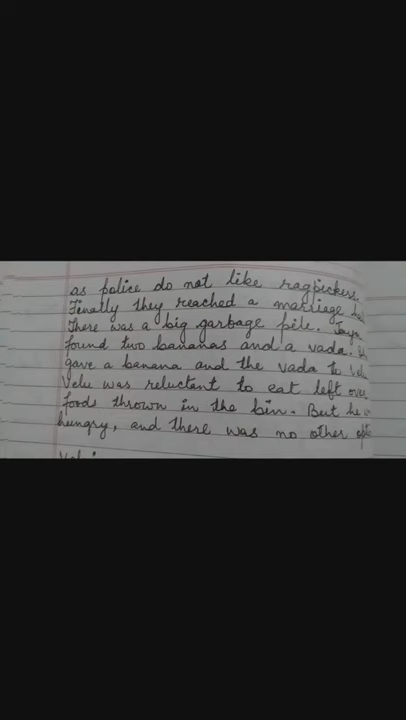 as police do not like ragpickers.
Finally they reached a marriage
There was a big garbage pile. Jaya
found two bananas and a vada.
gave a banana and the vada to Velu
Velu was reluctant to eat left over
foods thrown in the bin. But he
hungry, and there was no other